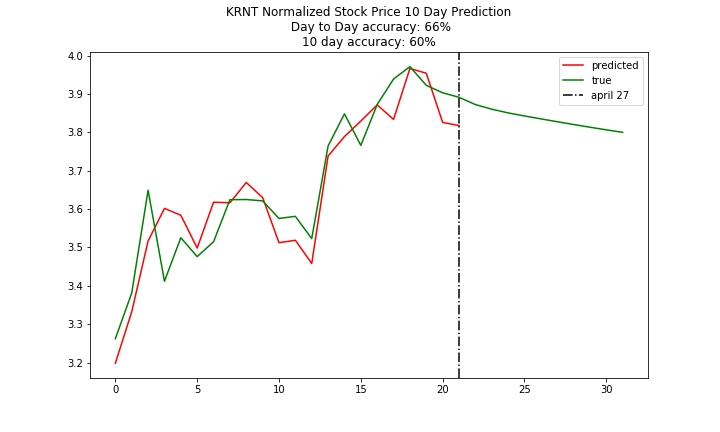 KRNT Normalized Stock Price 10 Day Prediction
Day to Day accuracy: 66%
10 day accuracy: 60%
predicted
true
april 27
4.0
3.9
3.8
3.7
3.6
3.5
3.4
3.3
3.2
0 5 10 15 20 25 30